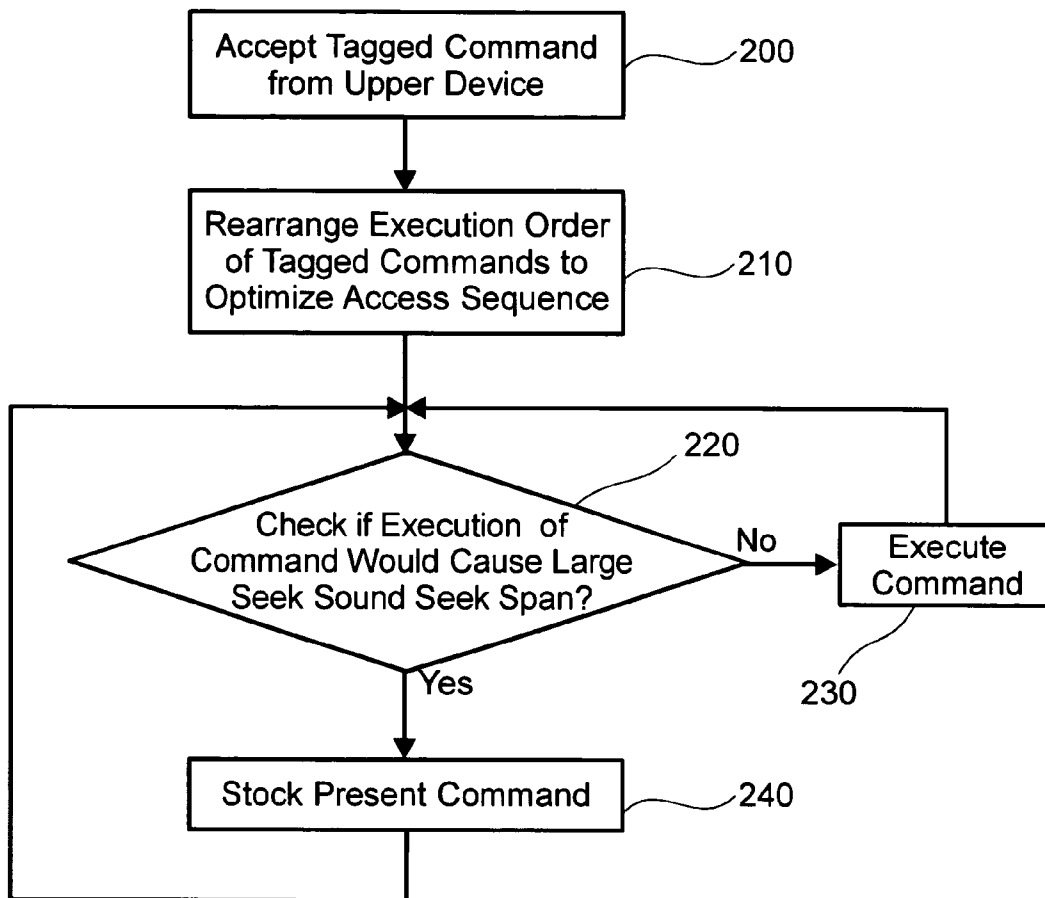 Accept Tagged Command
from Upper Device
200
Rearrange Execution Order
of Tagged Commands to
Optimize Access Sequence
210
220
Check if Execution of
Command Would Cause Large
Seek Sound Seek Span?
No
Execute
Command
230
Yes
Stock Present Command
240